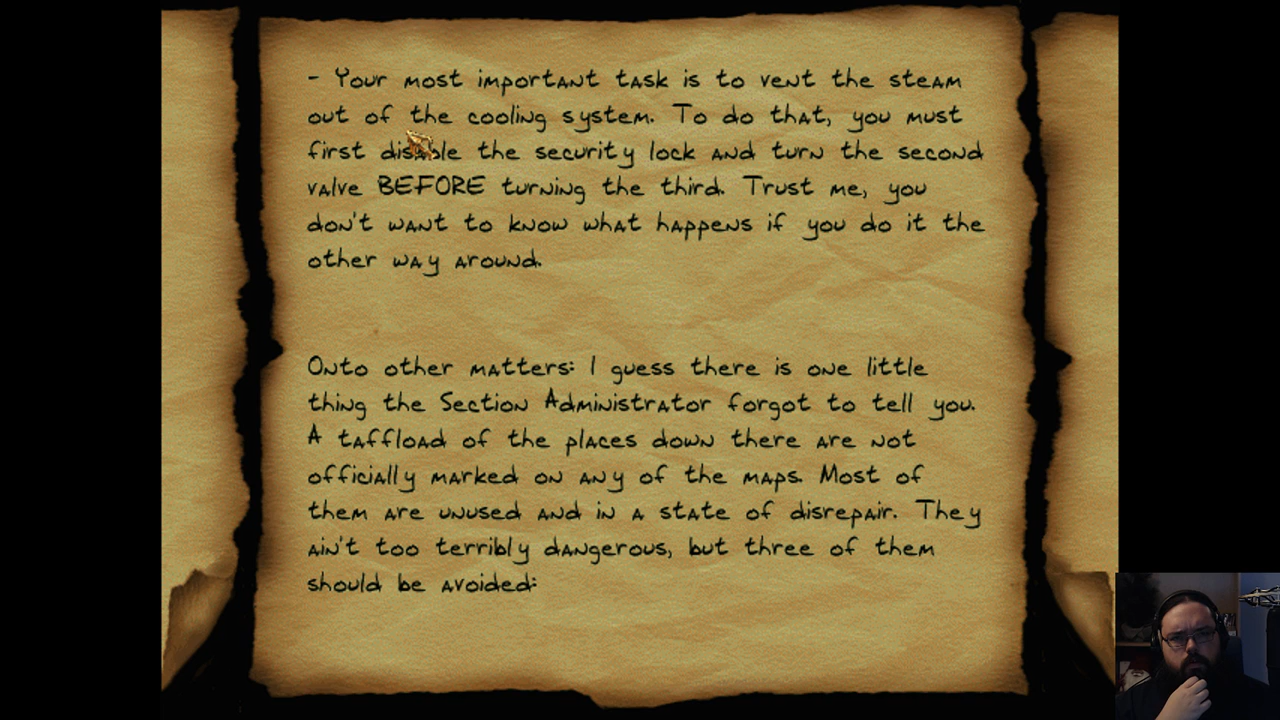 - Your most important task is to vent the steam
out of the cooling system. To do that, you must
first disable the security lock and turn the second
valve BEFORE turning the third. Trust me, you
don't want to know what happens if you do it the
other way around.
Onto other matters: I guess there is one little
thing the Section Administrator forgot to tell you.
A taffload of the places down there are not
officially marked on any of the maps. Most of
them are unused and in a state of disrepair. They
ain't too terribly dangerous, but three of them
should be avoided: